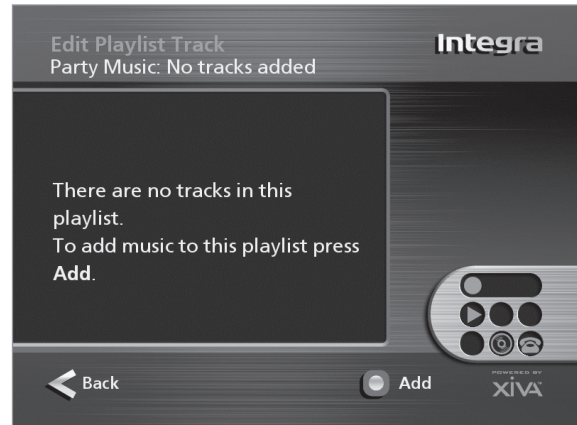 Edit Playlist Track
Integra
Party Music: No tracks added
There are no tracks in this
playlist.
To add music to this playlist press
Add.
Back
Add
POWERED BY
XiVA